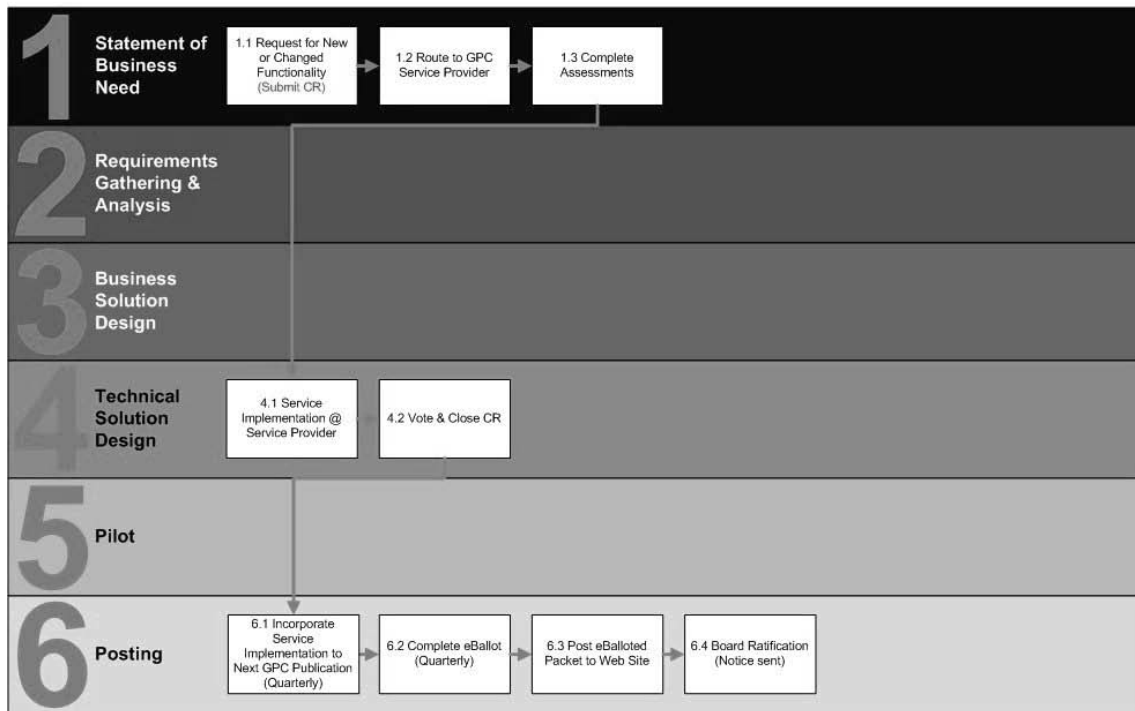 1
Statement of
Business
Need
1.1 Request for New
or Changed
Functionality
(Submit CR)
1.2 Route to GPC
Service Provider
1.3 Complete
Assessments
2
Requirements
Gathering &
Analysis
3
Business
Solution
Design
4
Technical
Solution
Design
4.1 Service
Implementation @
Service Provider
4.2 Vote & Close CR
5
Pilot
6
Posting
6.1 Incorporate
Service
Implementation to
Next GPC Publication
(Quarterly)
6.2 Complete eBallot
(Quarterly)
6.3 Post eBalloted
Packet to Web Site
6.4 Board Ratification
(Notice sent)